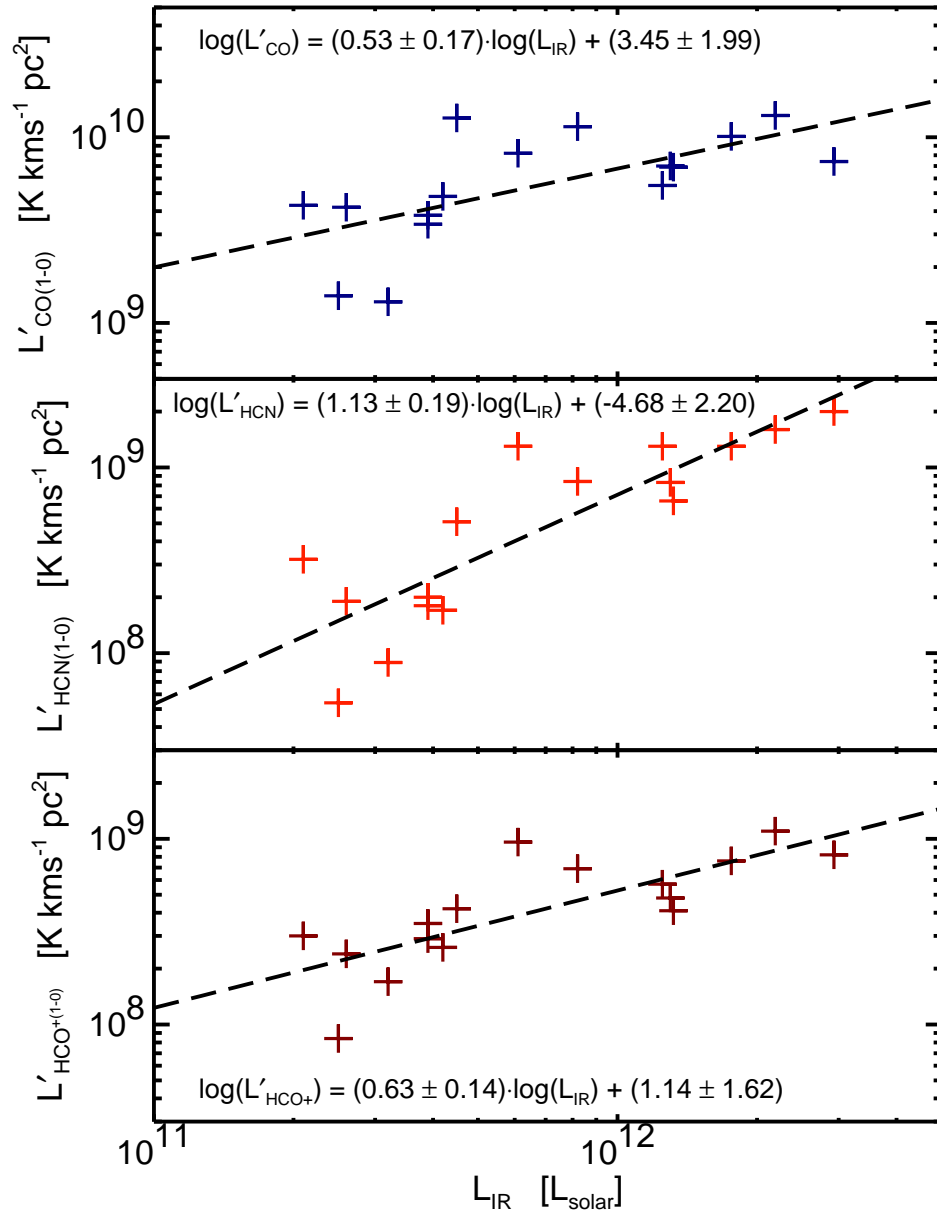 log(L′CO) = (0.53 ± 0.17)·log(LIR) + (3.45 ± 1.99)
10^10
10^9
L′CO(1-0) [K kms^-1 pc^2]
log(L′HCN) = (1.13 ± 0.19)·log(LIR) + (-4.68 ± 2.20)
10^9
10^8
L′HCN(1-0) [K kms^-1 pc^2]
10^9
10^8
L′HCO+(1-0) [K kms^-1 pc^2]
log(L′HCO+) = (0.63 ± 0.14)·log(LIR) + (1.14 ± 1.62)
10^11 10^12
LIR [Lsolar]